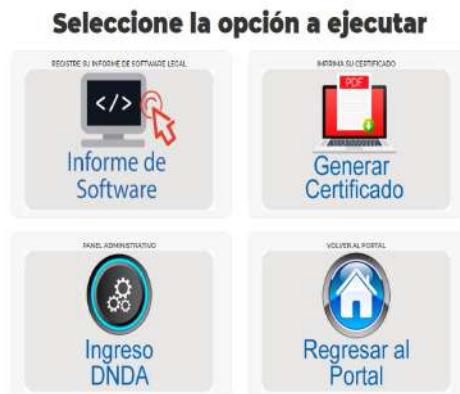 Seleccione la opción a ejecutar
REGISTRE SU INFORME DE SOFTWARE LEGAL
</>
Informe de
Software
IMPRIMA SU CERTIFICADO
PDF
Generar
Certificado
PANEL ADMINISTRATIVO
Ingreso
DNDA
VOLVER AL PORTAL
Regresar al
Portal